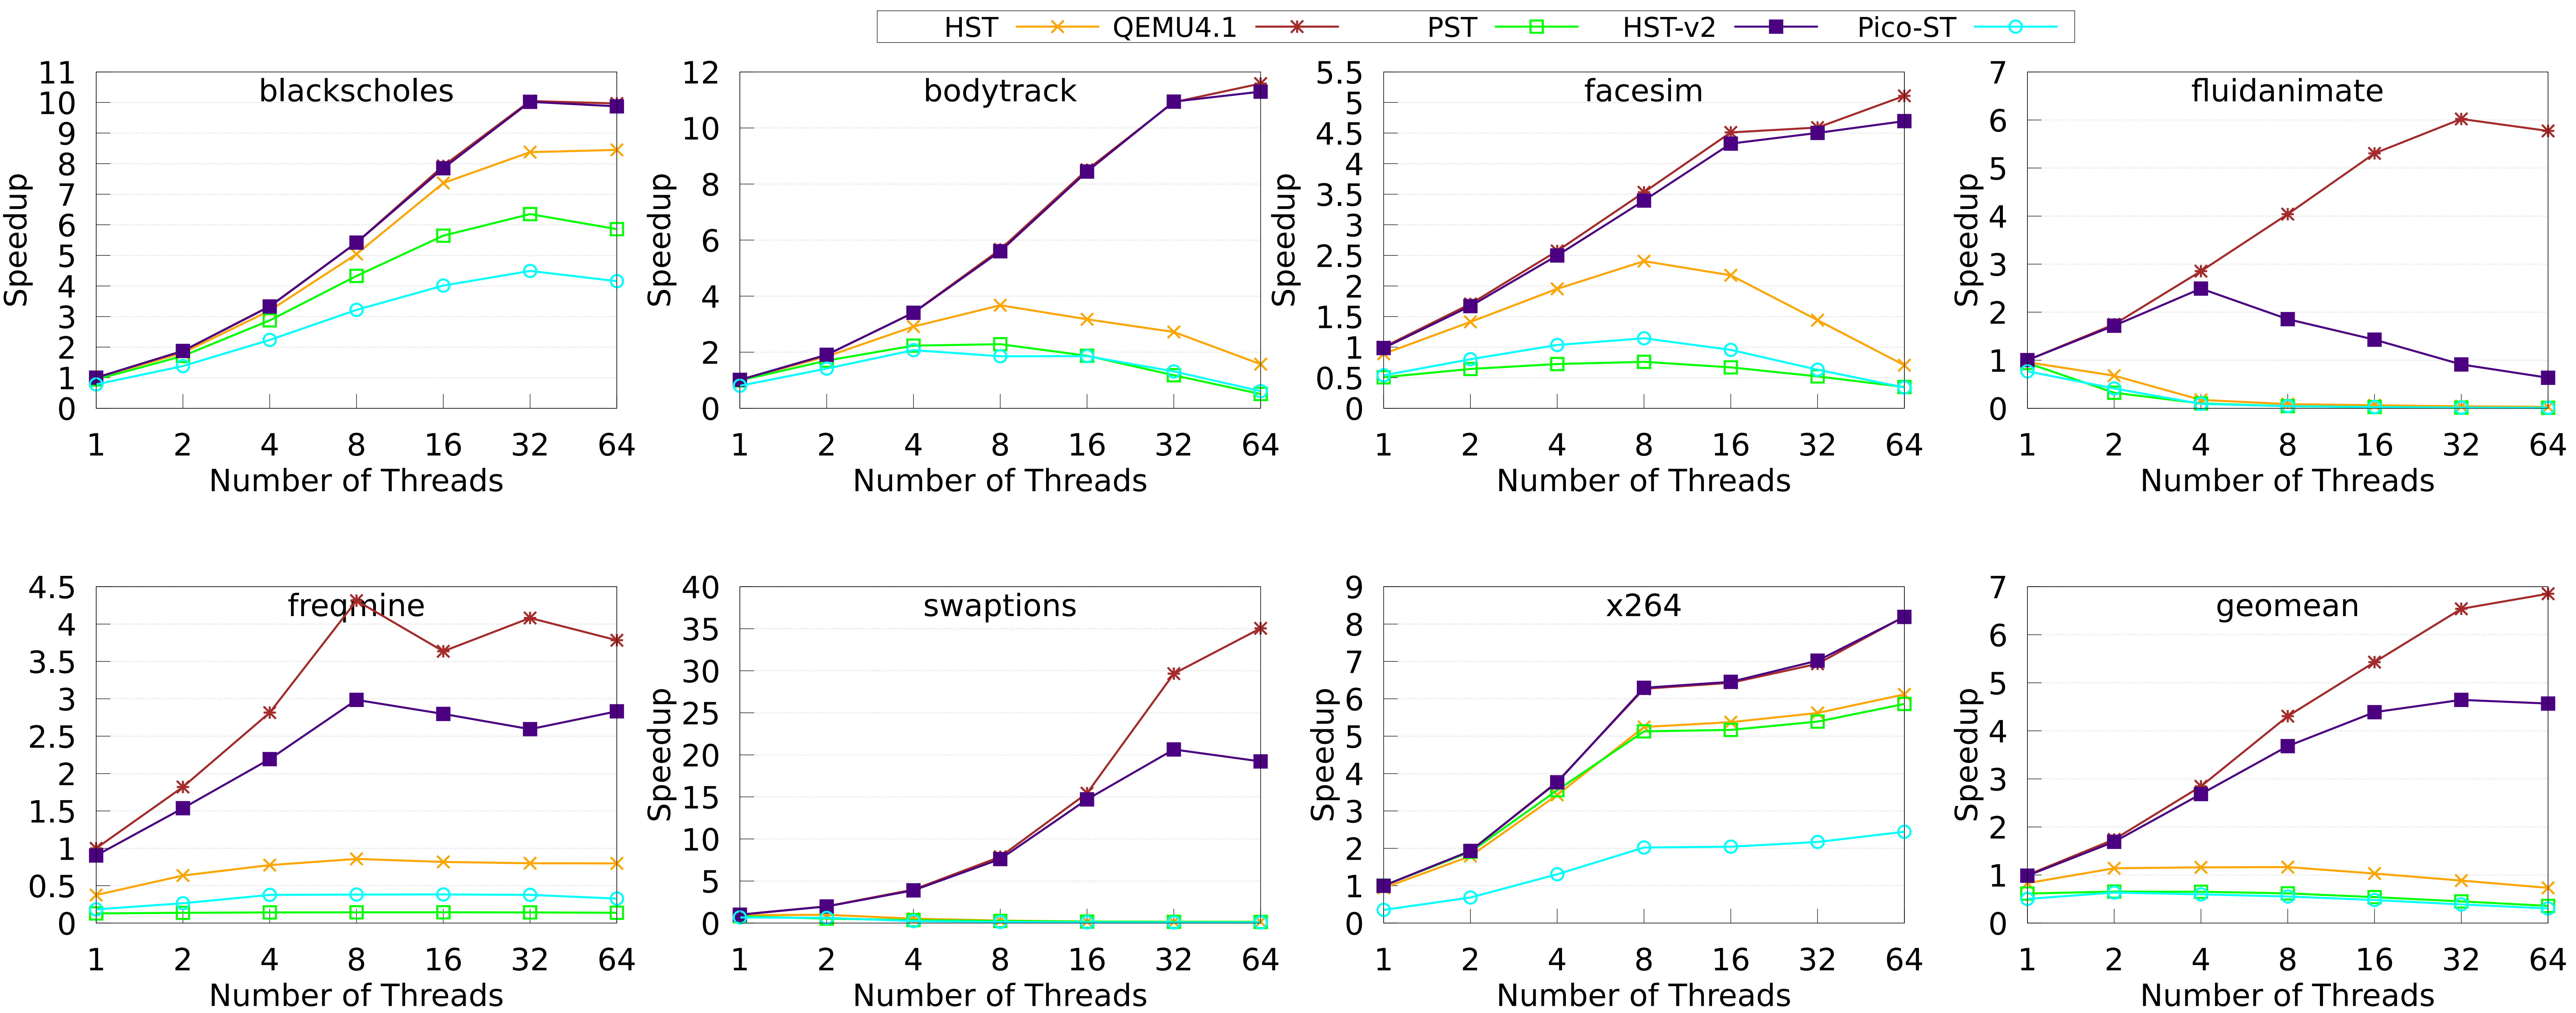 HST QEMU4.1 PST HST-v2 Pico-ST
blackscholes
Speedup
11
10
9
8
7
6
5
4
3
2
1
0
1 2 4 8 16 32 64
Number of Threads
bodytrack
Speedup
12
10
8
6
4
2
0
1 2 4 8 16 32 64
Number of Threads
facesim
Speedup
5.5
5
4.5
4
3.5
3
2.5
2
1.5
1
0.5
0
1 2 4 8 16 32 64
Number of Threads
fluidanimate
Speedup
7
6
5
4
3
2
1
0
1 2 4 8 16 32 64
Number of Threads
freqmine
4.5
4
3.5
3
2.5
2
1.5
1
0.5
0
1 2 4 8 16 32 64
Number of Threads
swaptions
Speedup
40
35
30
25
20
15
10
5
0
1 2 4 8 16 32 64
Number of Threads
x264
Speedup
9
8
7
6
5
4
3
2
1
0
1 2 4 8 16 32 64
Number of Threads
geomean
Speedup
7
6
5
4
3
2
1
0
1 2 4 8 16 32 64
Number of Threads